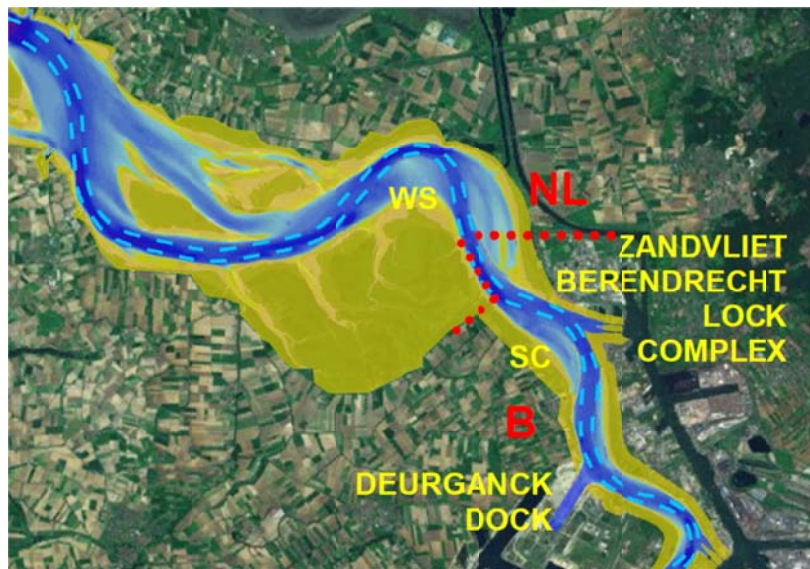 NL
WS
ZANDVLIET
BERENDRECHT
LOCK
COMPLEX
SC
B
DEURGANCK
DOCK